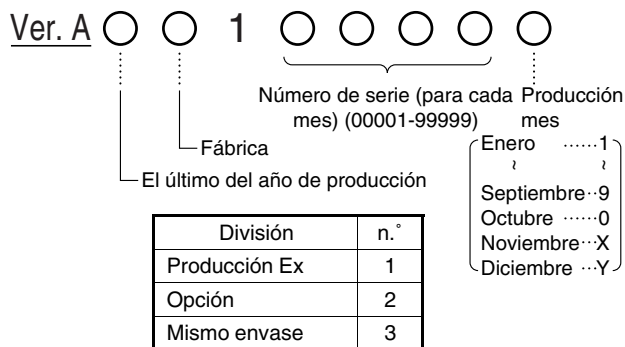 Ver. A ○ ○ 1 ○ ○ ○ ○ ○
Número de serie (para cada mes) (00001-99999)
Producción mes
Enero ······1
~ ~
Septiembre··9
Octubre ······0
Noviembre···X
Diciembre ···Y
Fábrica
El último del año de producción
División n.°
Producción Ex 1
Opción 2
Mismo envase 3